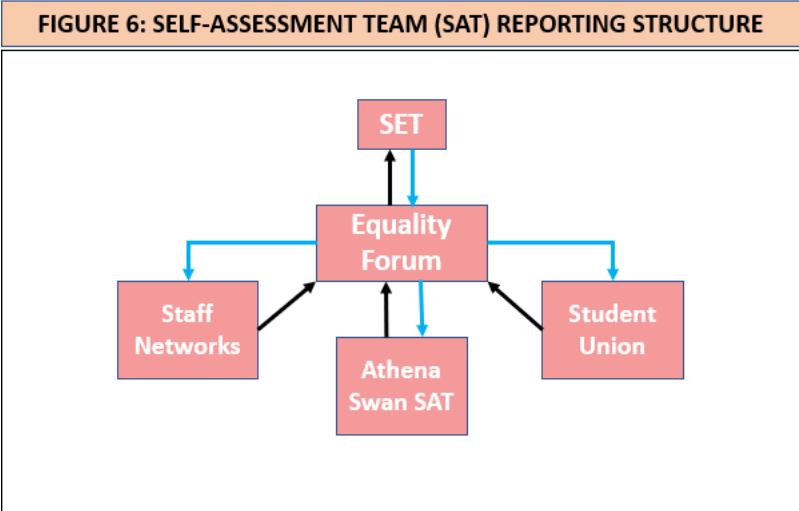 FIGURE 6: SELF-ASSESSMENT TEAM (SAT) REPORTING STRUCTURE
SET
Equality
Forum
Staff
Networks
Athena
Swan SAT
Student
Union